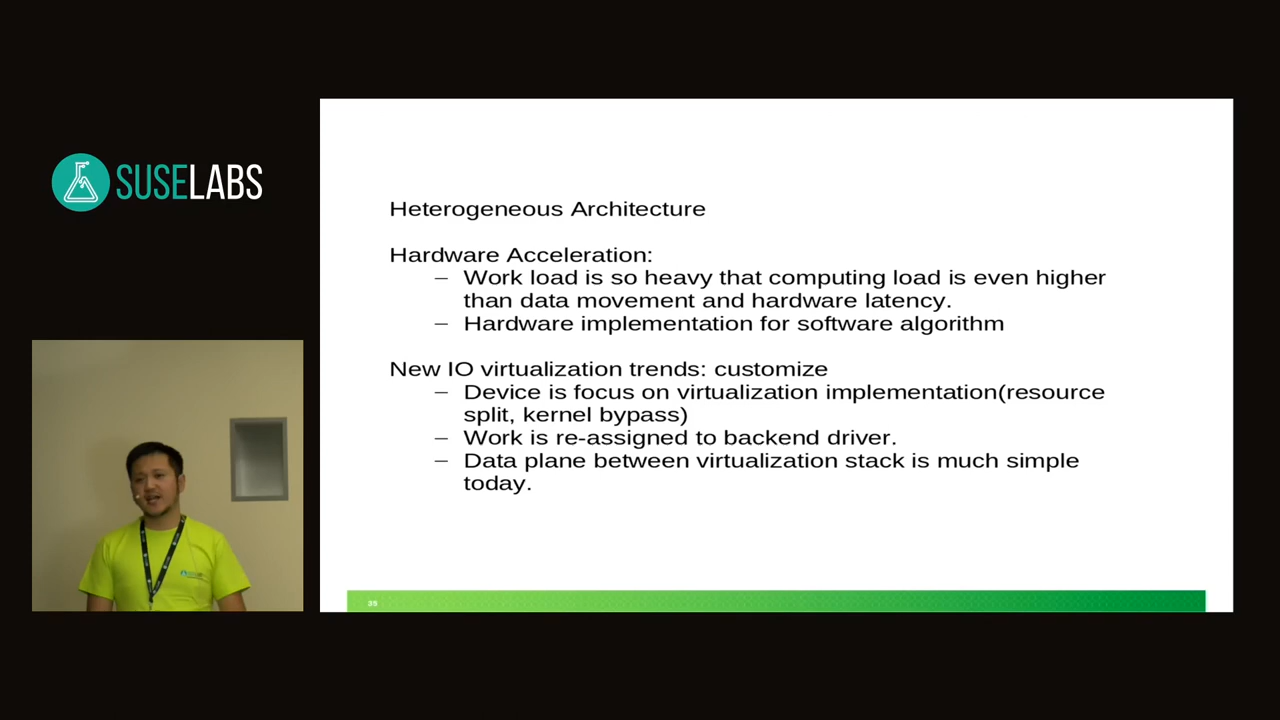 SUSELABS
Heterogeneous Architecture
Hardware Acceleration:
– Work load is so heavy that computing load is even higher
than data movement and hardware latency.
– Hardware implementation for software algorithm
New IO virtualization trends: customize
– Device is focus on virtualization implementation(resource
split, kernel bypass)
– Work is re-assigned to backend driver.
– Data plane between virtualization stack is much simple
today.